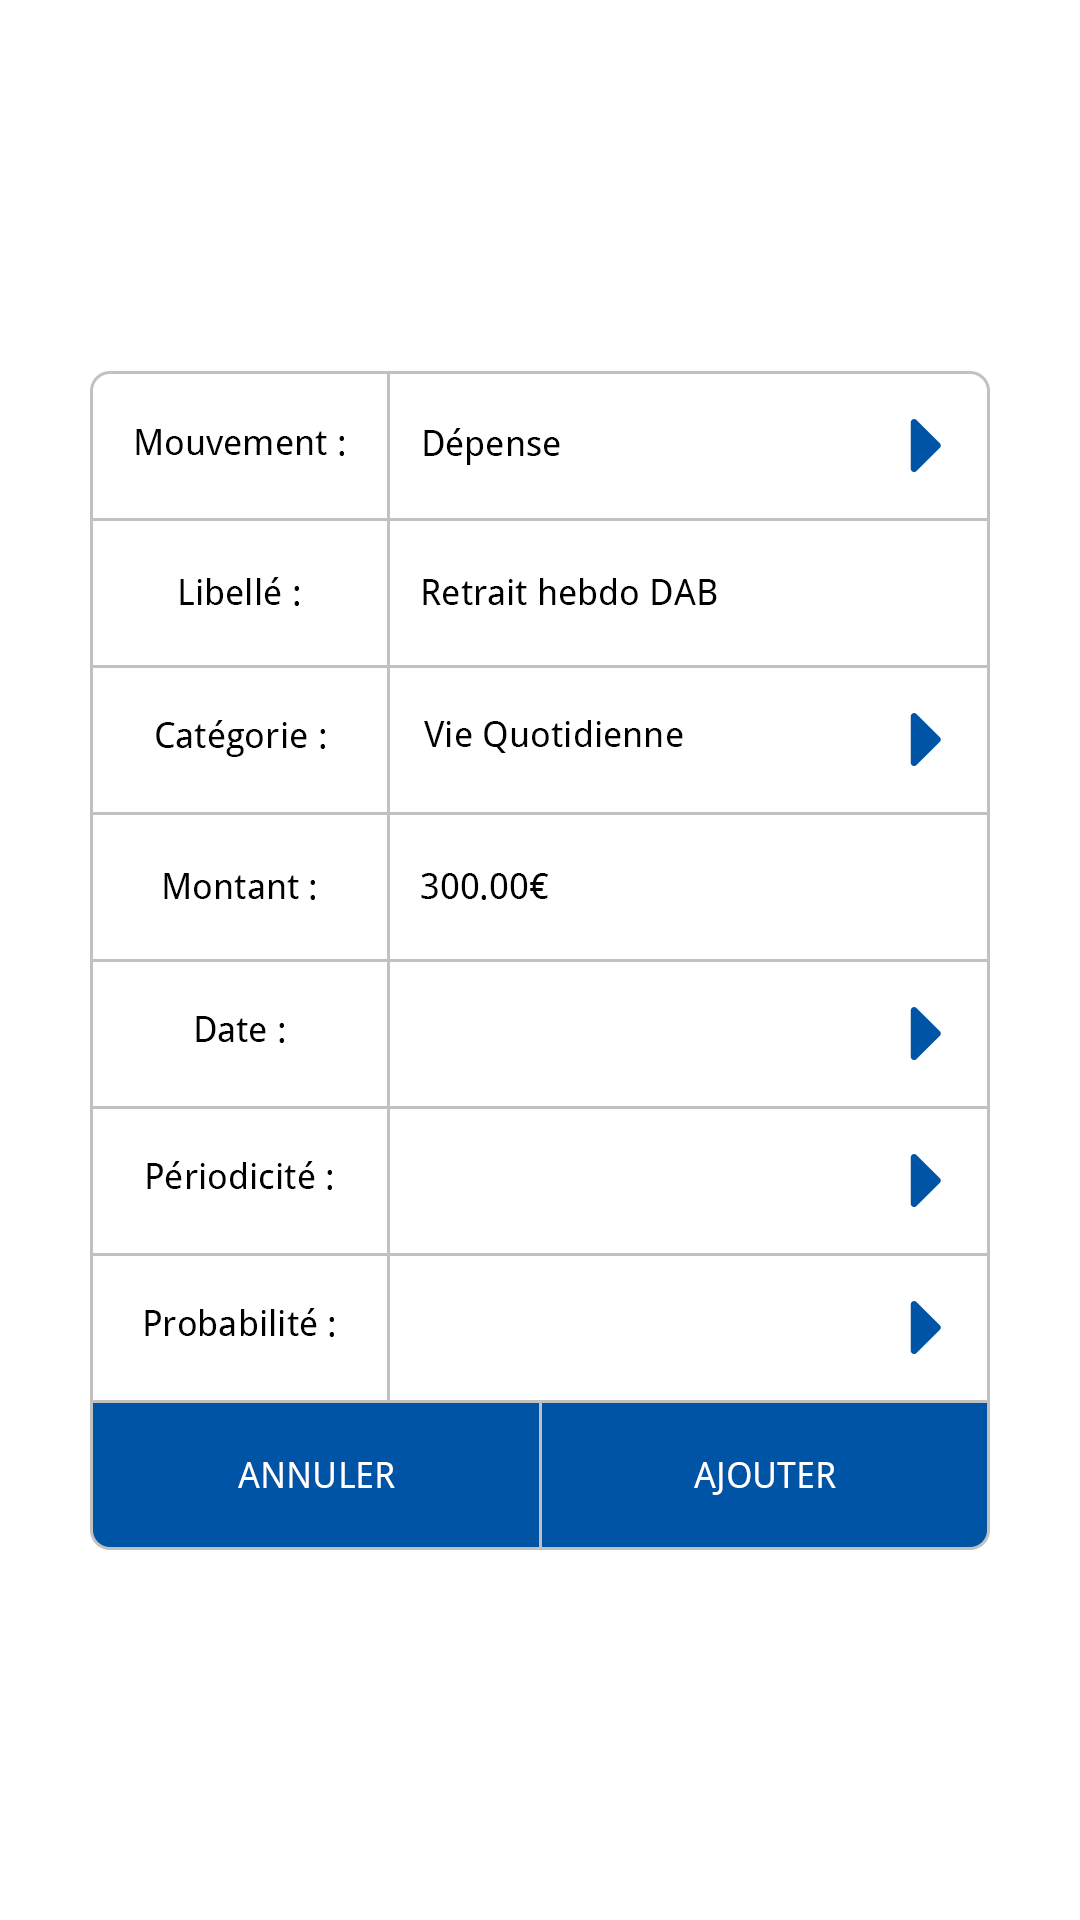 Mouvement : Dépense
Libellé : Retrait hebdo DAB
Catégorie : Vie Quotidienne
Montant : 300.00€
Date :
Périodicité :
Probabilité :
ANNULER AJOUTER